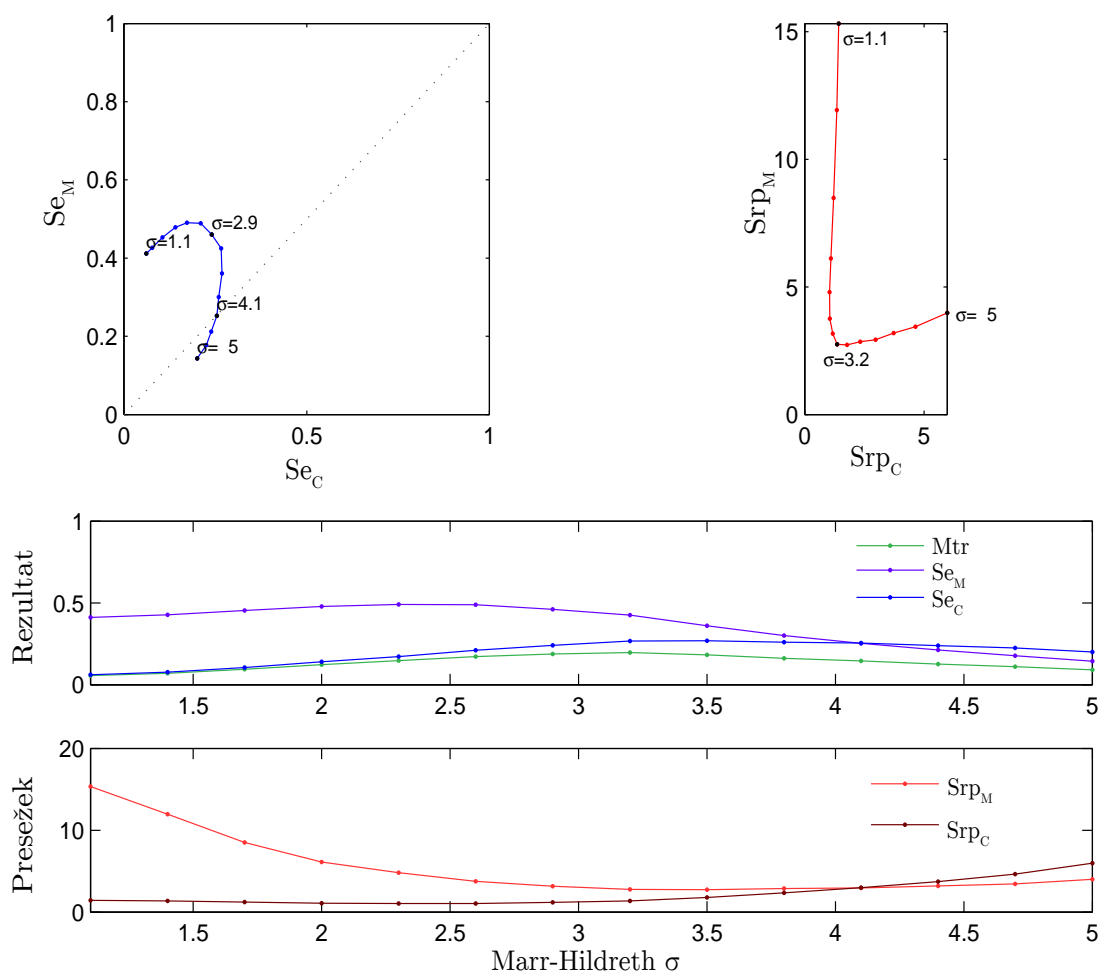 1
0.8
0.6
0.4
0.2
0
0
0.5
1
Se_M
Se_C
σ=1.1
σ=2.9
σ=4.1
σ= 5
15
10
5
0
0
5
Srp_M
Srp_C
σ=1.1
σ=3.2
σ= 5
1
0.5
0
Rezultat
Mtr
Se_M
Se_C
1.5 2 2.5 3 3.5 4 4.5 5
20
10
0
Presežek
Srp_M
Srp_C
1.5 2 2.5 3 3.5 4 4.5 5
Marr-Hildreth σ